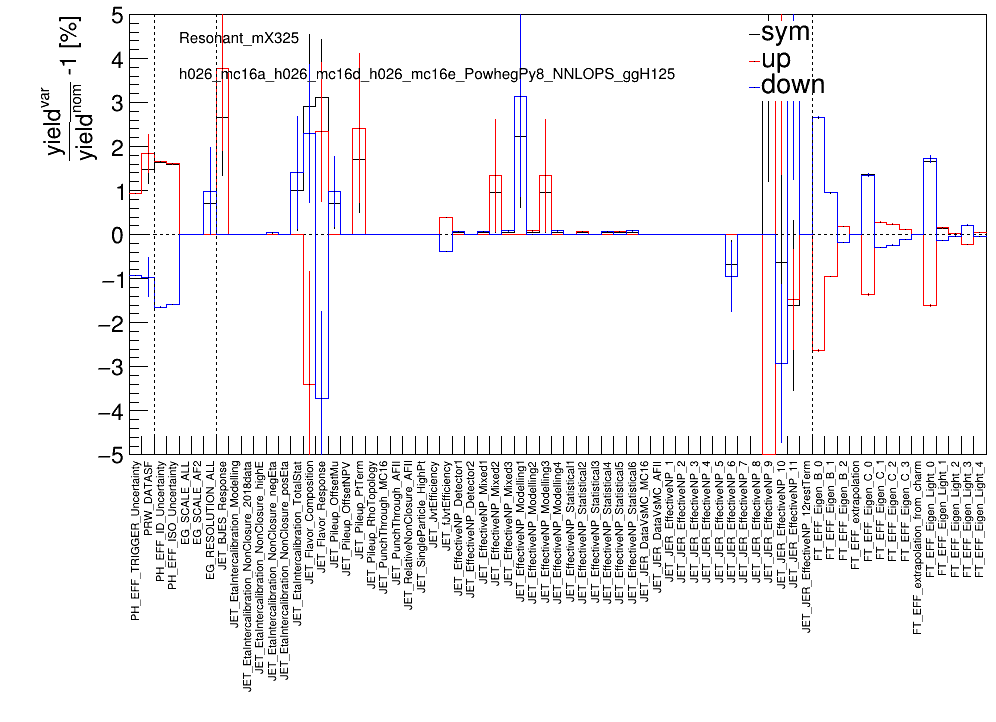 yield^var
yield^nom
-1 [%]
5
4
3
2
1
0
−1
−2
−3
−4
−5
Resonant_mX325
h026_mc16a_h026_mc16d_h026_mc16e_PowhegPy8_NNLOPS_ggH125
sym
up
down
PH_EFF_TRIGGER_Uncertainty
PRW_DATASF
PH_EFF_ID_Uncertainty
PH_EFF_ISO_Uncertainty
EG_SCALE_ALL
EG_SCALE_AF2
EG_RESOLUTION_ALL
JET_BJES_Response
JET_EtaIntercalibration_Modelling
JET_EtaIntercalibration_NonClosure_2018data
JET_EtaIntercalibration_NonClosure_highE
JET_EtaIntercalibration_NonClosure_negEta
JET_EtaIntercalibration_NonClosure_posEta
JET_EtaIntercalibration_TotalStat
JET_Flavor_Composition
JET_Flavor_Response
JET_Pileup_OffsetMu
JET_Pileup_OffsetNPV
JET_Pileup_PtTerm
JET_Pileup_RhoTopology
JET_PunchThrough_MC16
JET_PunchThrough_AFII
JET_RelativeNonClosure_AFII
JET_SingleParticle_HighPt
JET_JvtEfficiency
JET_fJvtEfficiency
JET_EffectiveNP_Detector1
JET_EffectiveNP_Detector2
JET_EffectiveNP_Mixed1
JET_EffectiveNP_Mixed2
JET_EffectiveNP_Mixed3
JET_EffectiveNP_Modelling1
JET_EffectiveNP_Modelling2
JET_EffectiveNP_Modelling3
JET_EffectiveNP_Modelling4
JET_EffectiveNP_Statistical1
JET_EffectiveNP_Statistical2
JET_EffectiveNP_Statistical3
JET_EffectiveNP_Statistical4
JET_EffectiveNP_Statistical5
JET_EffectiveNP_Statistical6
JET_JER_DataVsMC_MC16
JET_JER_DataVsMC_AFII
JET_JER_EffectiveNP_1
JET_JER_EffectiveNP_2
JET_JER_EffectiveNP_3
JET_JER_EffectiveNP_4
JET_JER_EffectiveNP_5
JET_JER_EffectiveNP_6
JET_JER_EffectiveNP_7
JET_JER_EffectiveNP_8
JET_JER_EffectiveNP_9
JET_JER_EffectiveNP_10
JET_JER_EffectiveNP_11
JET_JER_EffectiveNP_12restTerm
FT_EFF_Eigen_B_0
FT_EFF_Eigen_B_1
FT_EFF_Eigen_B_2
FT_EFF_extrapolation
FT_EFF_Eigen_C_0
FT_EFF_Eigen_C_1
FT_EFF_Eigen_C_2
FT_EFF_Eigen_C_3
FT_EFF_extrapolation_from_charm
FT_EFF_Eigen_Light_0
FT_EFF_Eigen_Light_1
FT_EFF_Eigen_Light_2
FT_EFF_Eigen_Light_3
FT_EFF_Eigen_Light_4